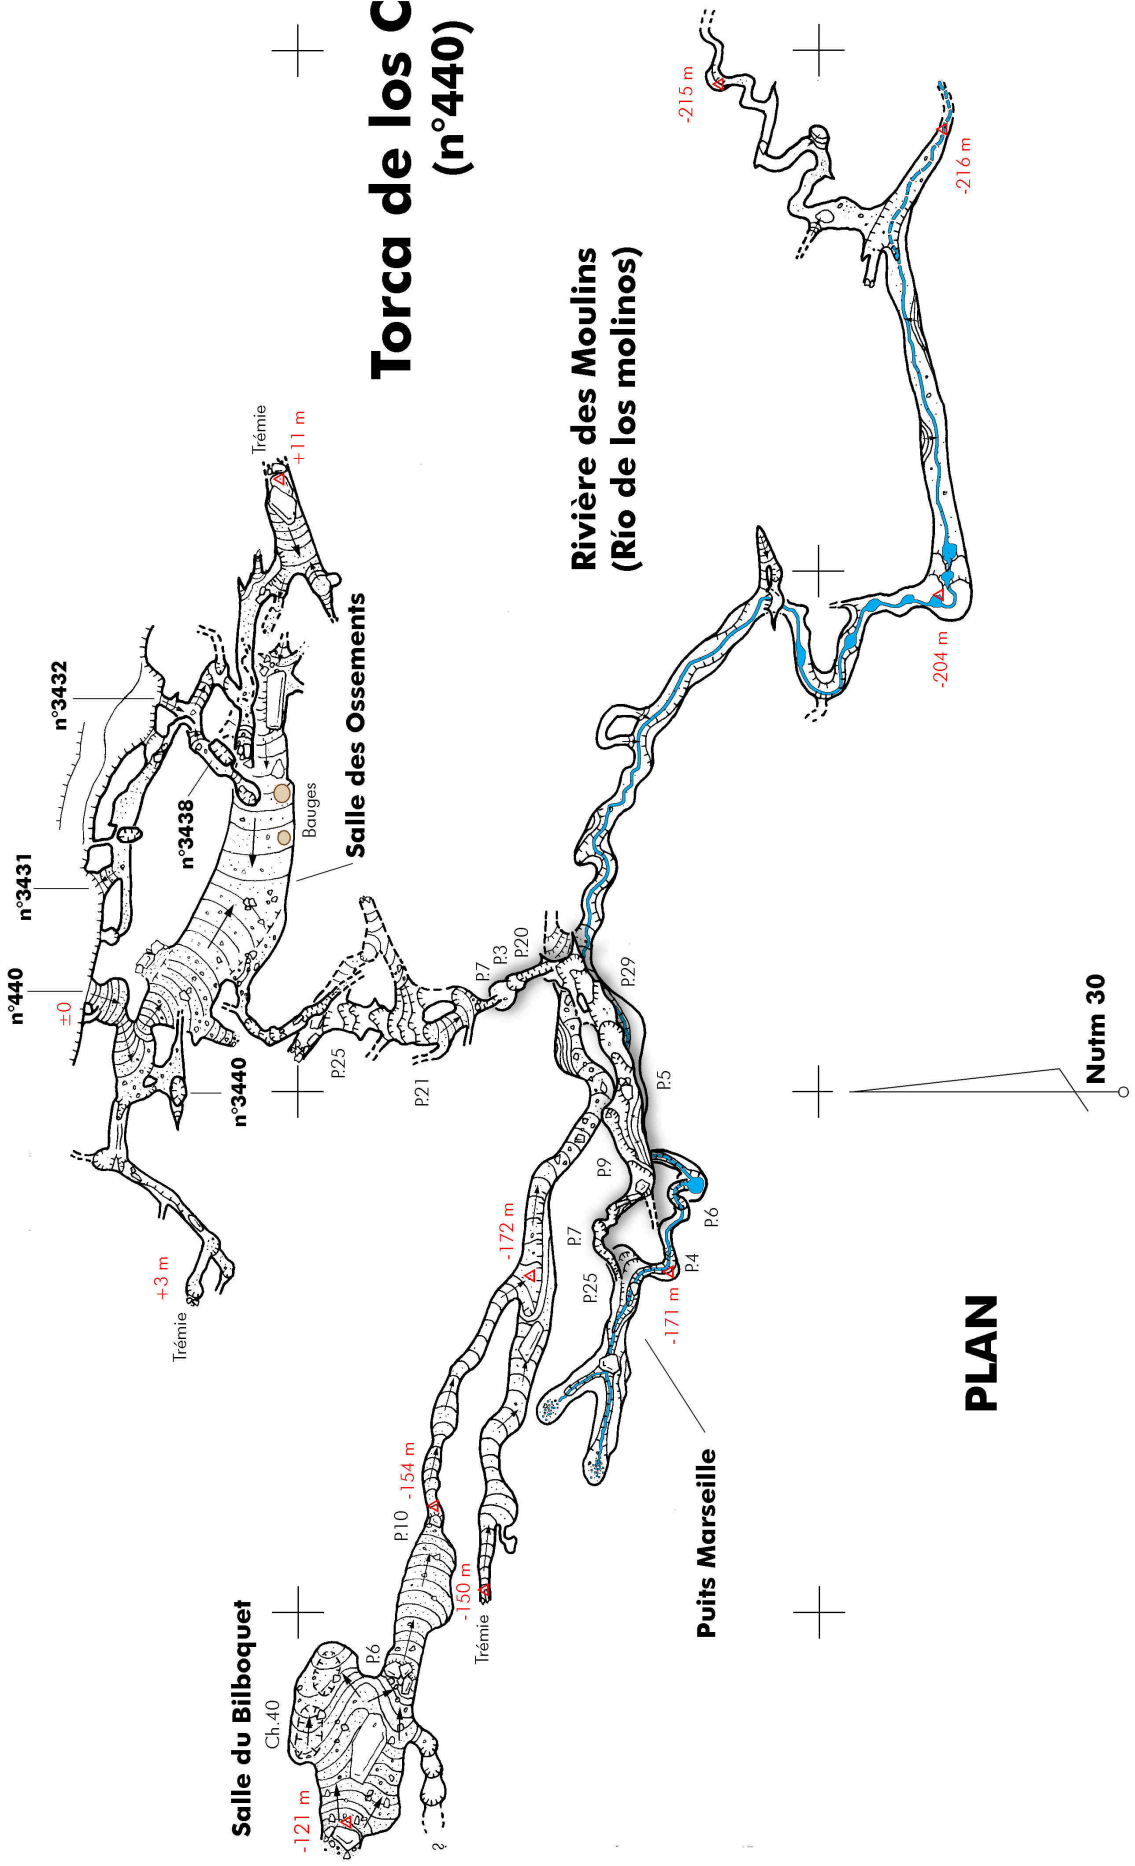 Torca de los C
(n°440)
-215 m
-216 m
Rivière des Moulins
(Río de los molinos)
-204 m
Trémie
+11 m
n°3432
n°3431
n°440
±0
n°3438
Bauges
Salle des Ossements
n°3440
+3 m
Trémie
P.25
P.21
P.7
P.3
P.20
P.29
P.5
P.9
P.7
P.25
P.6
P.4
-171 m
-172 m
-154 m
P.10
-150 m
Trémie
Puits Marseille
Salle du Bilboquet
Ch.40
P.6
-121 m
?
Nutm 30
PLAN